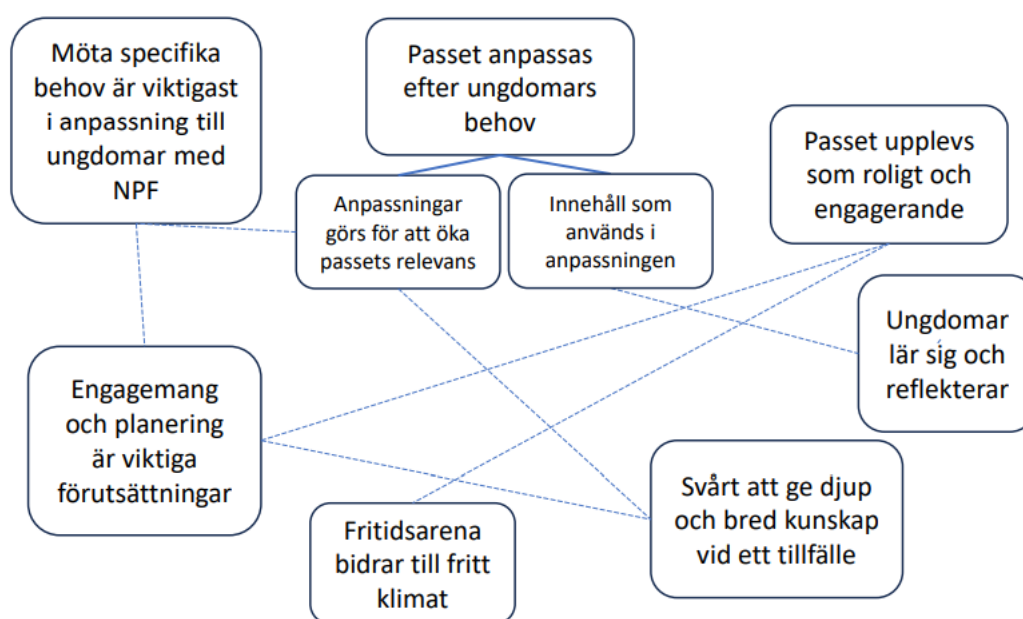 Möta specifika
behov är viktigast
i anpassning till
ungdomar med
NPF
Passet anpassas
efter ungdomars
behov
Passet upplevs
som roligt och
engagerande
Anpassningar
görs för att öka
passets relevans
Innehåll som
används i
anpassningen
Ungdomar
lär sig och
reflekterar
Engagemang
och planering
är viktiga
förutsättningar
Svårt att ge djup
och bred kunskap
vid ett tillfälle
Fritidsarena
bidrar till fritt
klimat